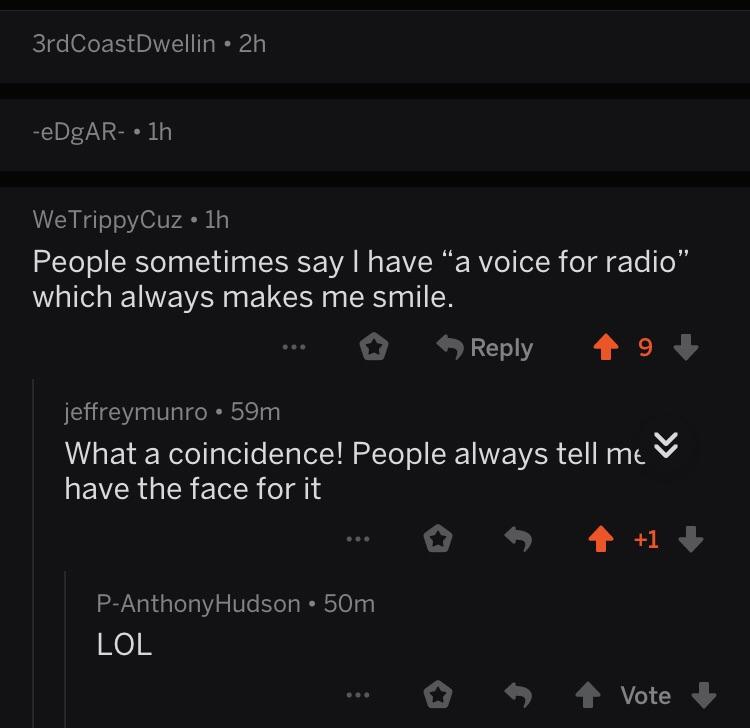 3rdCoastDwellin • 2h
-eDgAR- • 1h
WeTrippyCuz • 1h
People sometimes say I have “a voice for radio”
which always makes me smile.
Reply 9
jeffreymunro • 59m
What a coincidence! People always tell me
have the face for it
+1
P-AnthonyHudson • 50m
LOL
Vote